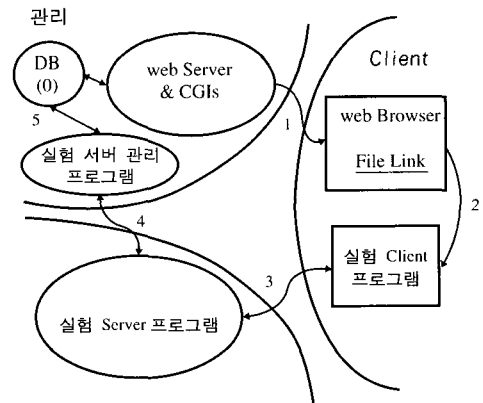 관리
DB
(0)
web Server
& CGIs
Client
1
web Browser
File Link
5
실험 서버 관리
프로그램
2
4
실험 Client
프로그램
3
실험 Server 프로그램